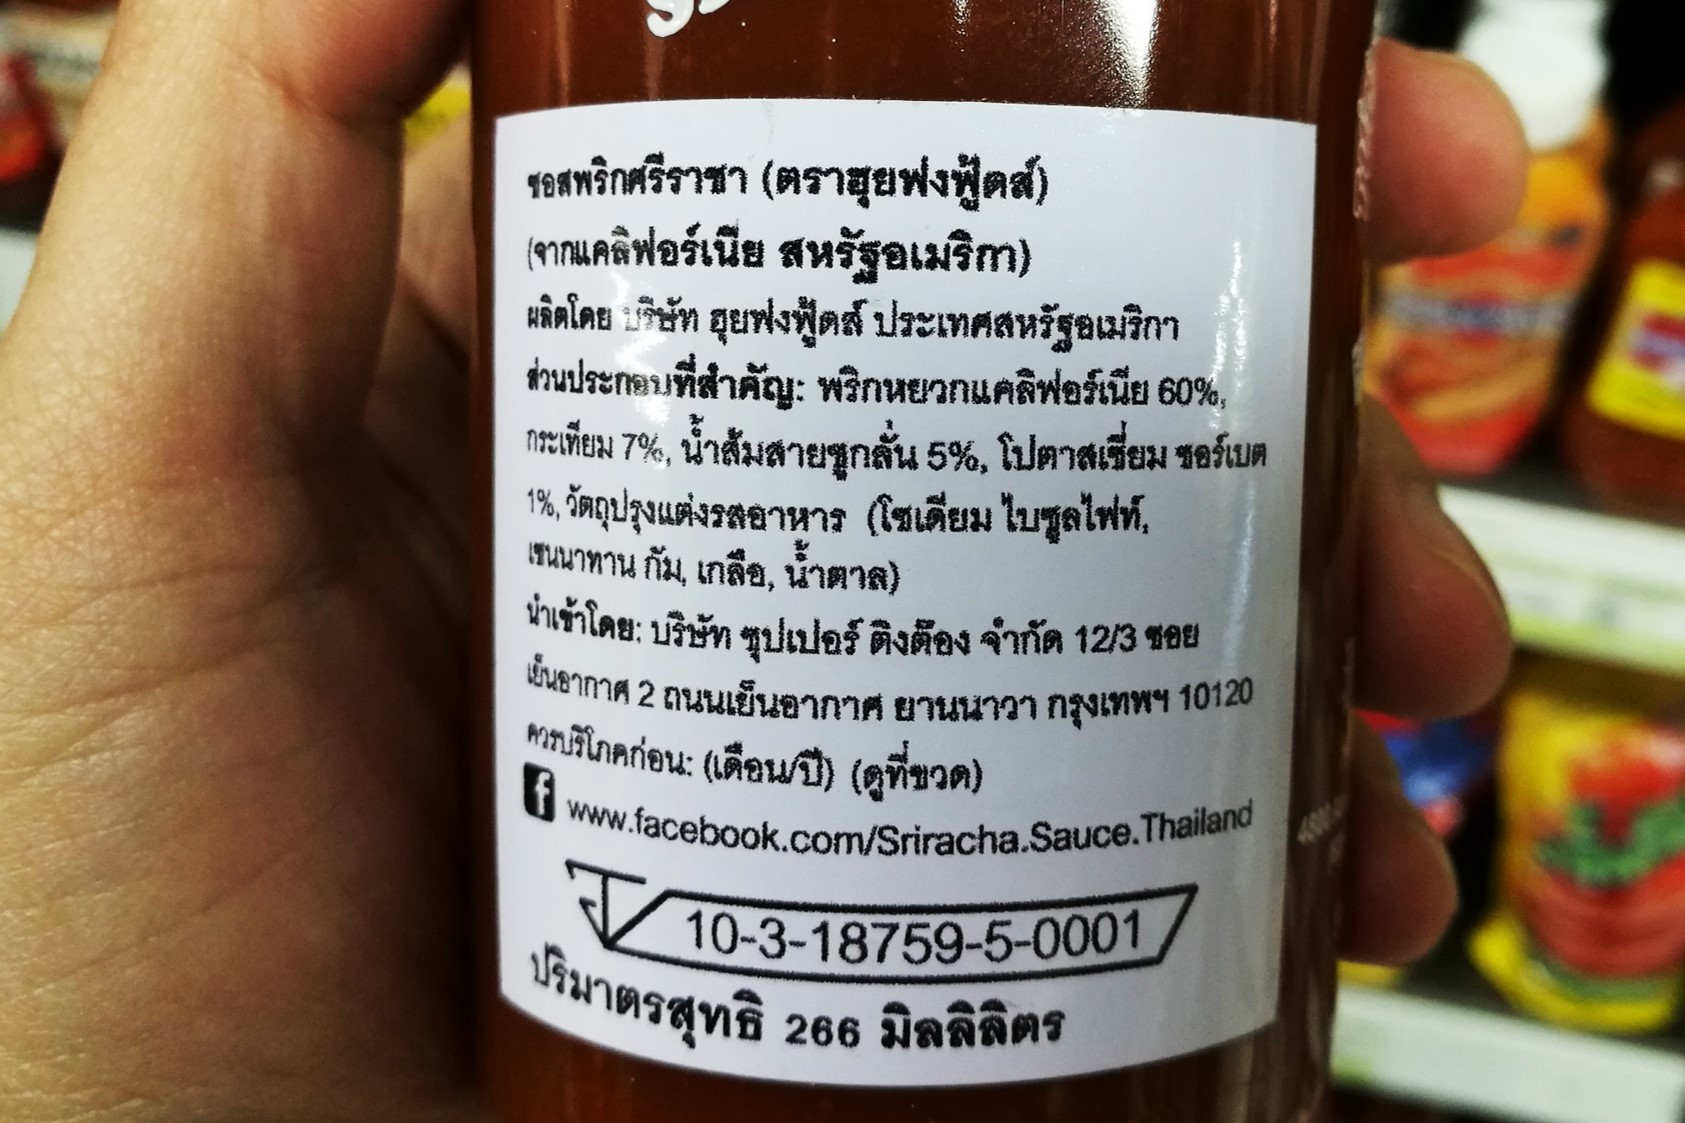 ซอสพริกศรีราชา (ตราฮุยฟงฟู้ดส์)
(จากแคลิฟอร์เนีย สหรัฐอเมริกา)
ผลิตโดย บริษัท ฮุยฟงฟู้ดส์ ประเทศสหรัฐอเมริกา
ส่วนประกอบที่สำคัญ: พริกหยวกแคลิฟอร์เนีย 60%,
กระเทียม 7%, น้ำส้มสายชูกลั่น 5%, โปตาสเซี่ยม ซอร์เบต
1%, วัตถุปรุงแต่งรสอาหาร (โซเดียม ไบซูลไฟท์,
เซนนาทาน กัม, เกลือ, น้ำตาล)
นำเข้าโดย: บริษัท ซุปเปอร์ ติงต๊อง จำกัด 12/3 ซอย
เย็นอากาศ 2 ถนนเย็นอากาศ ยานนาวา กรุงเทพฯ 10120
ควรบริโภคก่อน: (เดือน/ปี) (ดูที่ขวด)
www.facebook.com/Sriracha.Sauce.Thailand
10-3-18759-5-0001
ปริมาตรสุทธิ 266 มิลลิลิตร